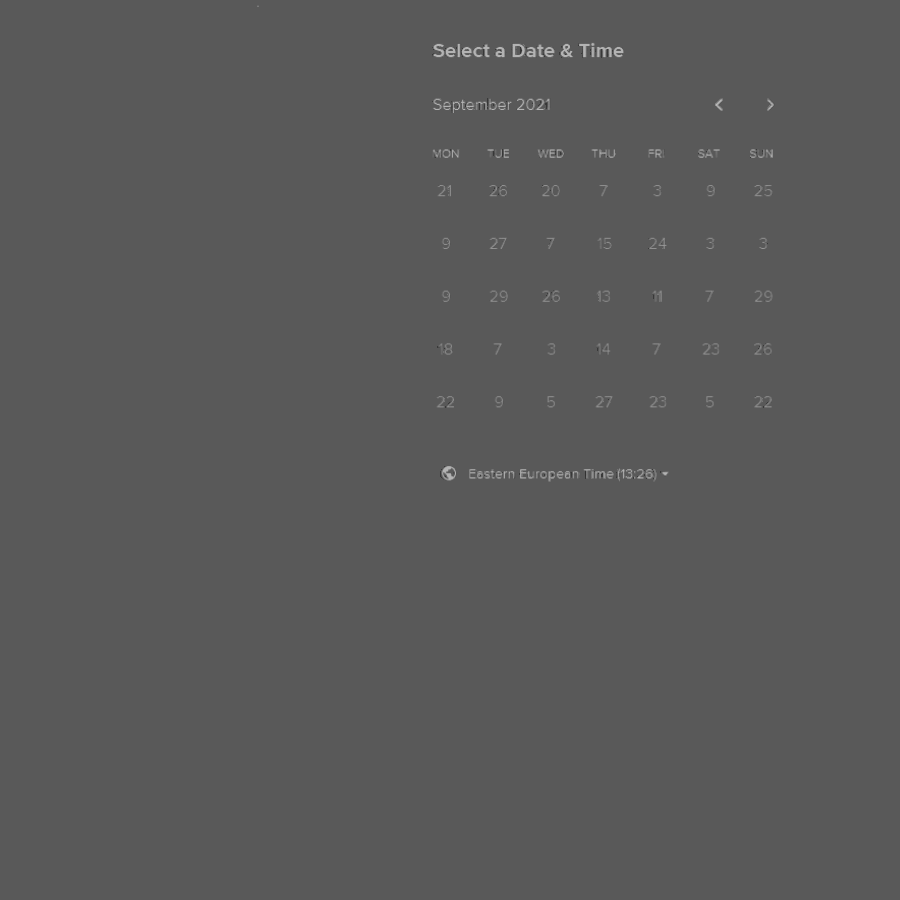 Select a Date & Time
September 2021
MON TUE WED THU FRI SAT SUN
21 26 20 7 3 9 25
9 27 7 15 24 3 3
9 29 26 13 11 7 29
18 7 3 14 7 23 26
22 9 5 27 23 5 22
Eastern European Time (13:26)